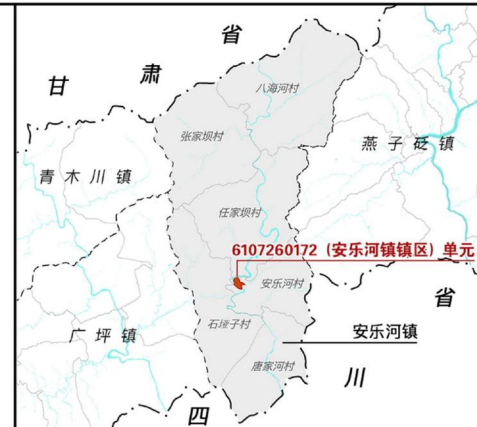 甘肃省
八海河村
张家坝村
燕子砭镇
青木川镇
任家坝村
6107260172（安乐河镇镇区）单元
安乐河村
省
石垭子村
安乐河镇
广坪镇
唐家河村
川
四